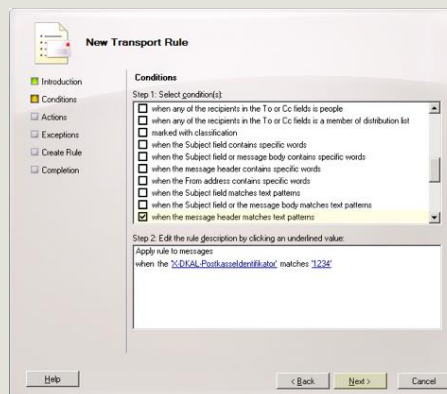 New Transport Rule
Introduction
Conditions
Actions
Exceptions
Create Rule
Completion
Conditions
Step 1: Select condition(s):
when any of the recipients in the To or Cc fields is people
when any of the recipients in the To or Cc fields is a member of distribution list
marked with classification
when the Subject field contains specific words
when the Subject field or message body contains specific words
when the message header contains specific words
when the From address contains specific words
when the Subject field matches text patterns
when the Subject field or the message body matches text patterns
when the message header matches text patterns
Step 2: Edit the rule description by clicking an underlined value:
Apply rule to messages
when the 'X-DKAL-PostkasseIdentifikator' matches '1234'
Help
< Back
Next >
Cancel